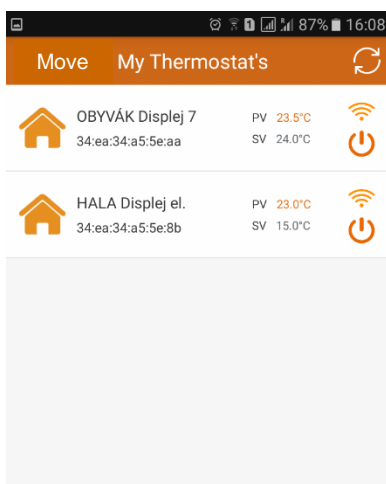 1 87% 16:08
Move My Thermostat's
OBYVÁK Displej 7 PV 23.5°C
34:ea:34:a5:5e:aa SV 24.0°C
HALA Displej el. PV 23.0°C
34:ea:34:a5:5e:8b SV 15.0°C